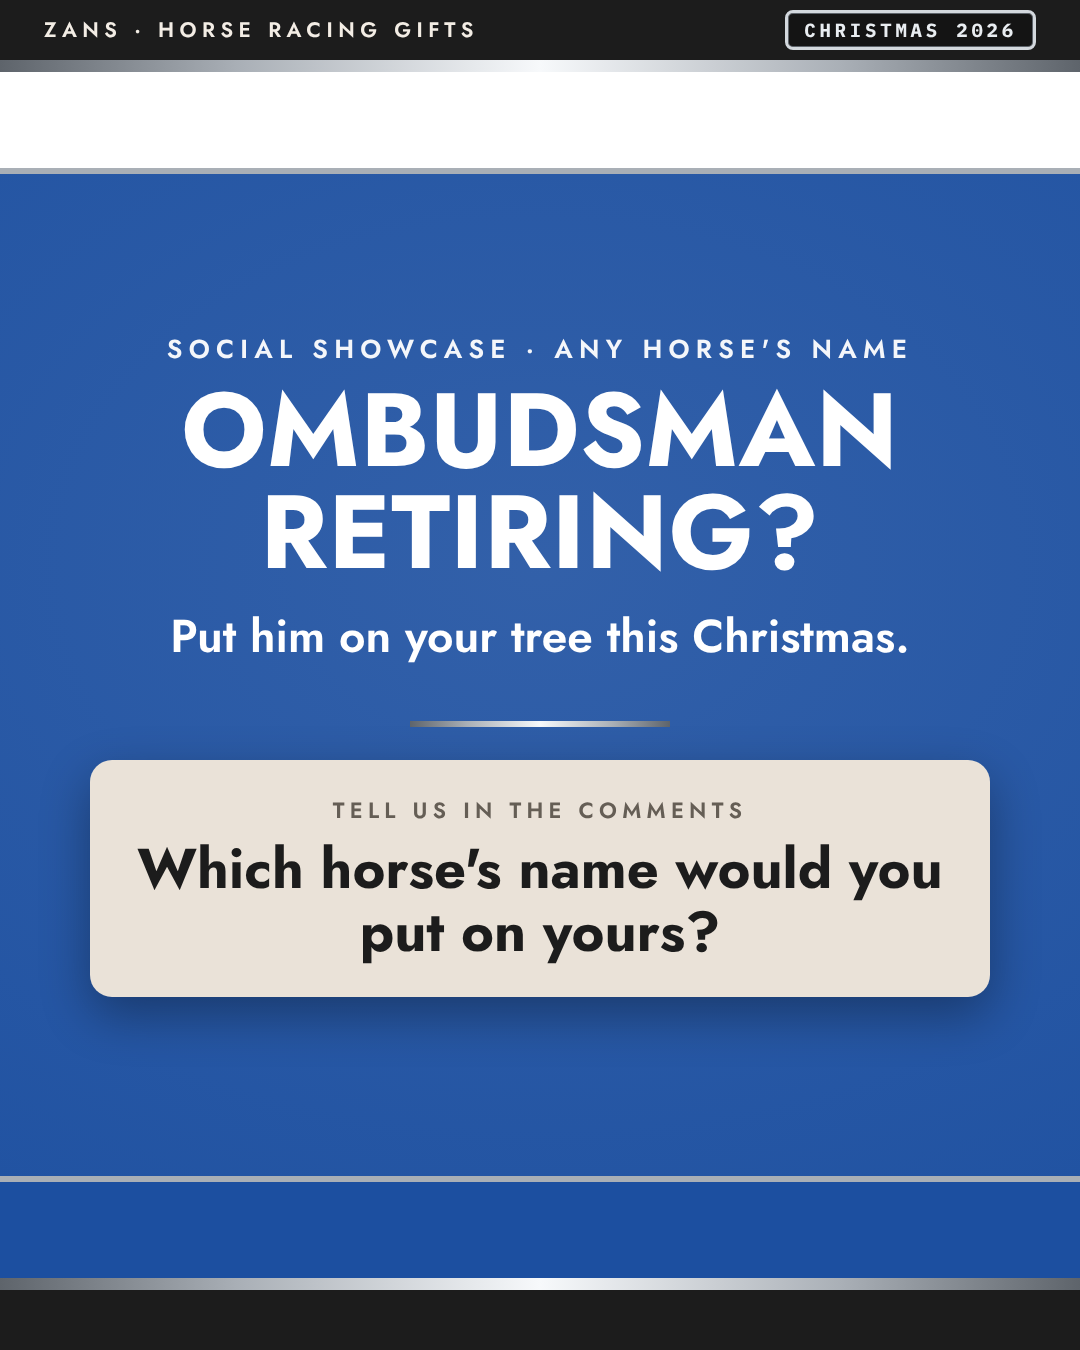 ZANS · HORSE RACING GIFTS
CHRISTMAS 2026
SOCIAL SHOWCASE · ANY HORSE'S NAME
OMBUDSMAN
RETIRING?
Put him on your tree this Christmas.
TELL US IN THE COMMENTS
Which horse's name would you
put on yours?